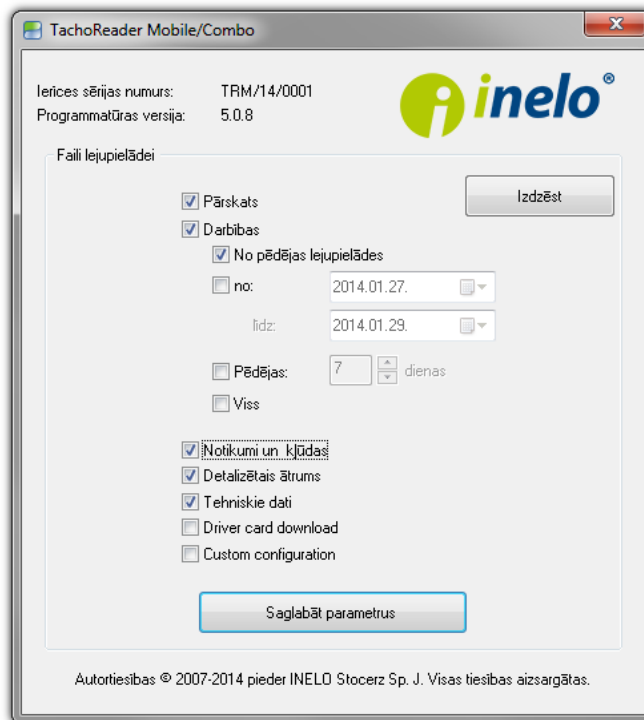 TachoReader Mobile/Combo
Ierices sērijas numurs: TRM/14/0001
Programmatūras versija: 5.0.8
inelo®
Faili lejupielādei
Izdzēst
Pārskats
Darbības
No pēdējas lejupielādes
no: 2014.01.27.
līdz: 2014.01.29.
Pēdējas: 7 dienas
Viss
Notikumi un kļūdas
Detalizētais ātrums
Tehniskie dati
Driver card download
Custom configuration
Saglabāt parametrus
Autortiesības © 2007-2014 pieder INELO Stocerz Sp. J. Visas tiesības aizsargātas.